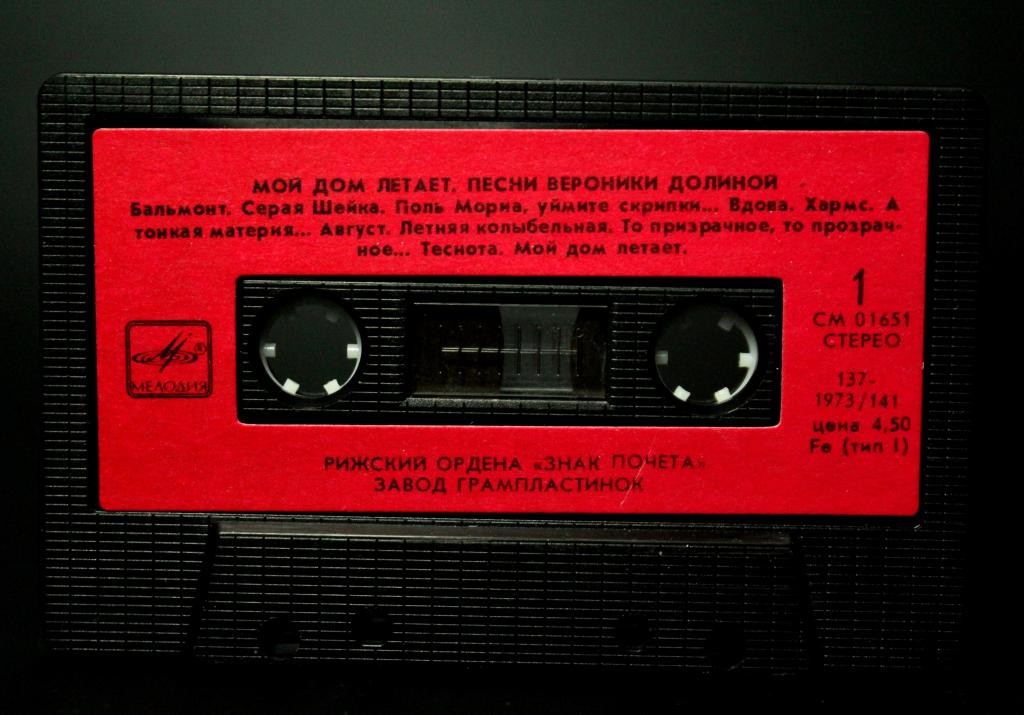 МОЙ ДОМ ЛЕТАЕТ. ПЕСНИ ВЕРОНИКИ ДОЛИНОЙ
Бальмонт. Серая Шейка. Поль Мориа, уймите скрипки... Вдова. Хармс. А
тонкая материя... Август. Летняя колыбельная. То призрачное, то прозрач-
ное... Теснота. Мой дом летает.
1
СМ 01651
СТЕРЕО
137-
1973/141
цена 4,50
Fe (тип I)
®
МЕЛОДИЯ
РИЖСКИЙ ОРДЕНА «ЗНАК ПОЧЕТА»
ЗАВОД ГРАМПЛАСТИНОК